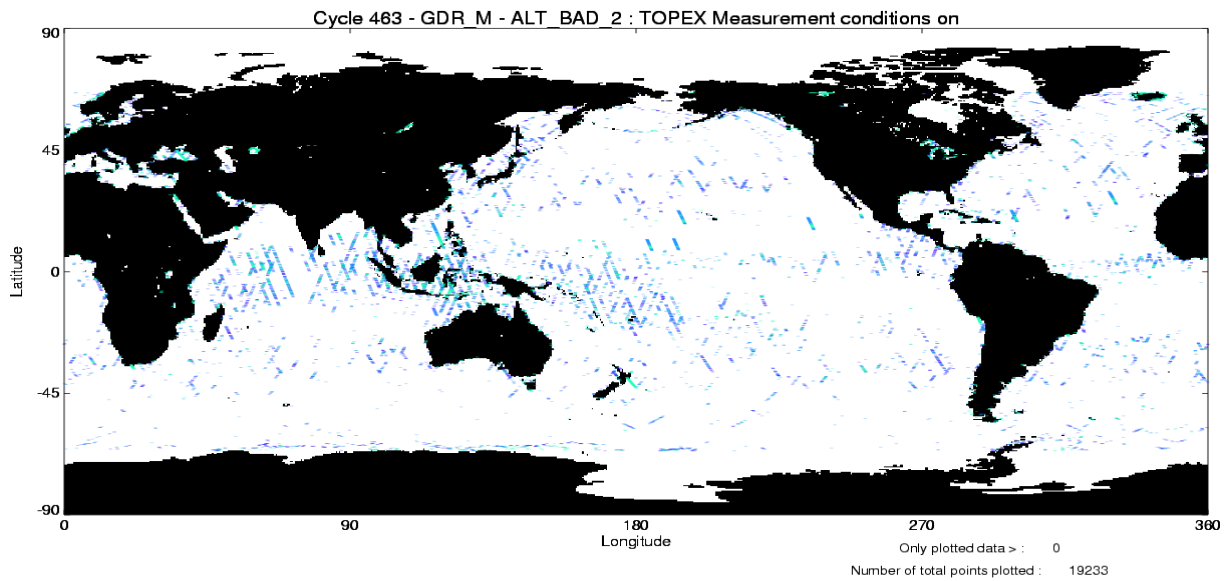 Cycle 463 - GDR_M - ALT_BAD_2 : TOPEX Measurement conditions on
90
45
0
-45
-90
Latitude
0 90 180 270 360
Longitude
Only plotted data > : 0
Number of total points plotted : 19233